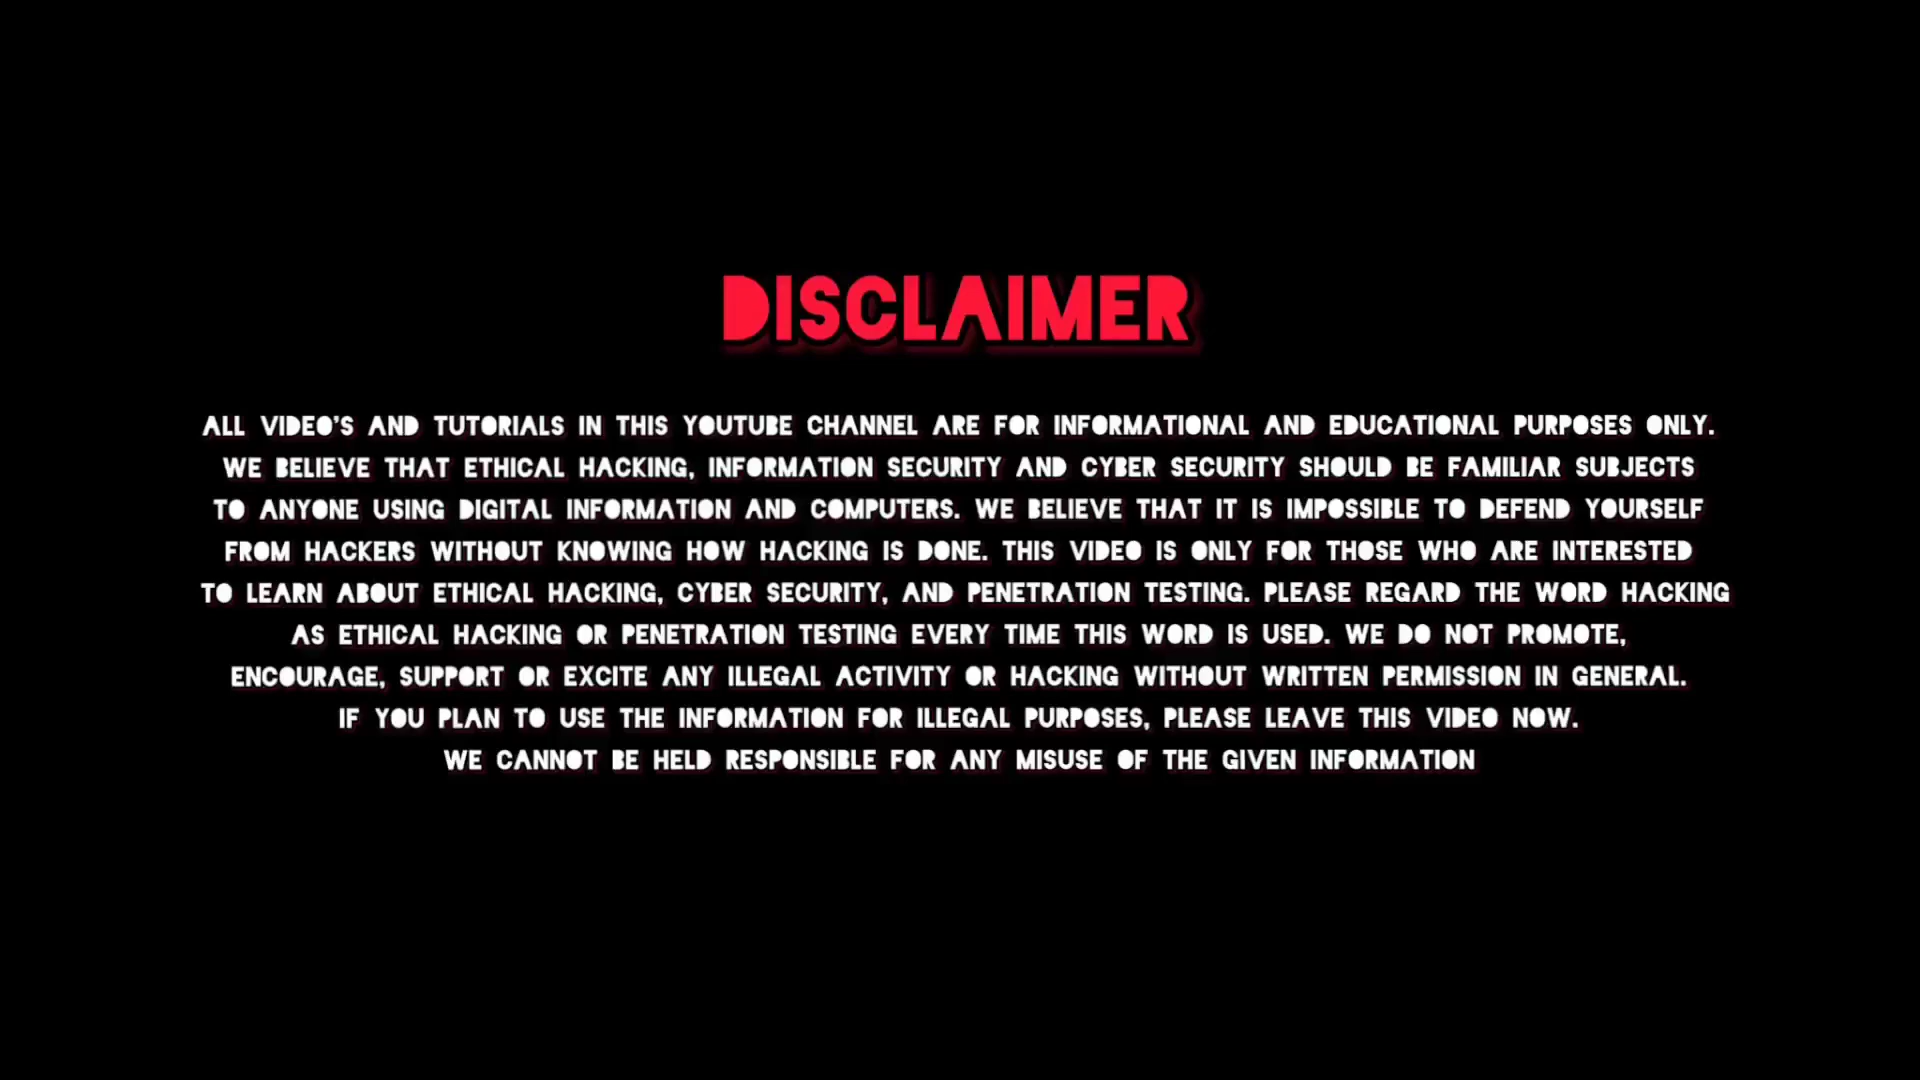 DISCLAIMER
ALL VIDEO'S AND TUTORIALS IN THIS YOUTUBE CHANNEL ARE FOR INFORMATIONAL AND EDUCATIONAL PURPOSES ONLY.
WE BELIEVE THAT ETHICAL HACKING, INFORMATION SECURITY AND CYBER SECURITY SHOULD BE FAMILIAR SUBJECTS
TO ANYONE USING DIGITAL INFORMATION AND COMPUTERS. WE BELIEVE THAT IT IS IMPOSSIBLE TO DEFEND YOURSELF
FROM HACKERS WITHOUT KNOWING HOW HACKING IS DONE. THIS VIDEO IS ONLY FOR THOSE WHO ARE INTERESTED
TO LEARN ABOUT ETHICAL HACKING, CYBER SECURITY, AND PENETRATION TESTING. PLEASE REGARD THE WORD HACKING
AS ETHICAL HACKING OR PENETRATION TESTING EVERY TIME THIS WORD IS USED. WE DO NOT PROMOTE,
ENCOURAGE, SUPPORT OR EXCITE ANY ILLEGAL ACTIVITY OR HACKING WITHOUT WRITTEN PERMISSION IN GENERAL.
IF YOU PLAN TO USE THE INFORMATION FOR ILLEGAL PURPOSES, PLEASE LEAVE THIS VIDEO NOW.
WE CANNOT BE HELD RESPONSIBLE FOR ANY MISUSE OF THE GIVEN INFORMATION